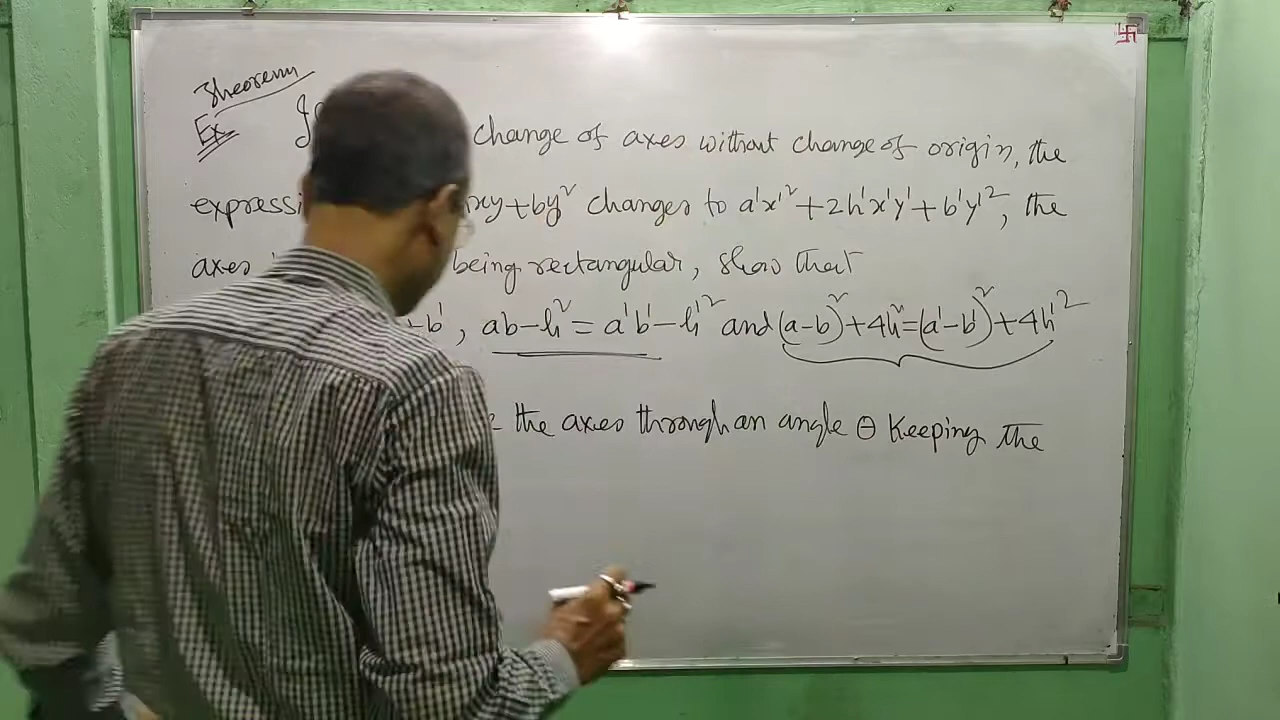 Theorem
Ex change of axes without change of origin, the
expressi xy+by² changes to a'x'²+2h'x'y'+b'y'², the
axes being rectangular, show that
b', ab-h²=a'b'-h'² and (a-b)²+4h²=(a'-b')²+4h'²
the axes through an angle θ Keeping the